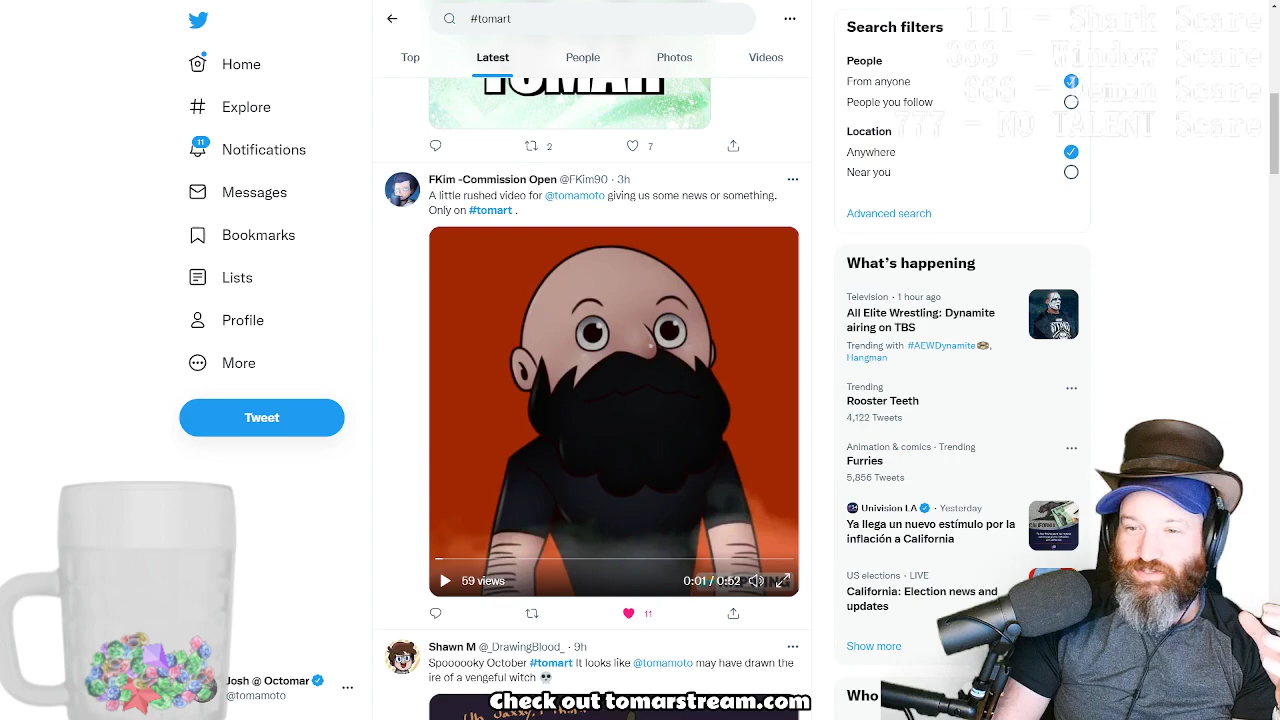 #tomart
Top
Latest
People
Photos
Videos
Home
Explore
11
Notifications
Messages
Bookmarks
Lists
Profile
More
Tweet
Josh @ Octomar
@tomamoto
TOMART
2
7
FKim -Commission Open @FKim90 · 3h
A little rushed video for @tomamoto giving us some news or something.
Only on #tomart .
59 views
0:01 / 0:52
11
Shawn M @_DrawingBlood_ · 9h
Spoooooky October #tomart It looks like @tomamoto may have drawn the
ire of a vengeful witch
Check out tomarstream.com
Search filters
People
From anyone
People you follow
Location
Anywhere
Near you
Advanced search
111 - Shark Scare
333 - Window Scare
666 - Demon Scare
777 - NO TALENT Scare
What's happening
Television · 1 hour ago
All Elite Wrestling: Dynamite
airing on TBS
Trending with #AEWDynamite,
Hangman
Trending
Rooster Teeth
4,122 Tweets
Animation & comics · Trending
Furries
5,856 Tweets
Univision LA · Yesterday
Ya llega un nuevo estímulo por la
inflación a California
US elections · LIVE
California: Election news and
updates
Show more
Who